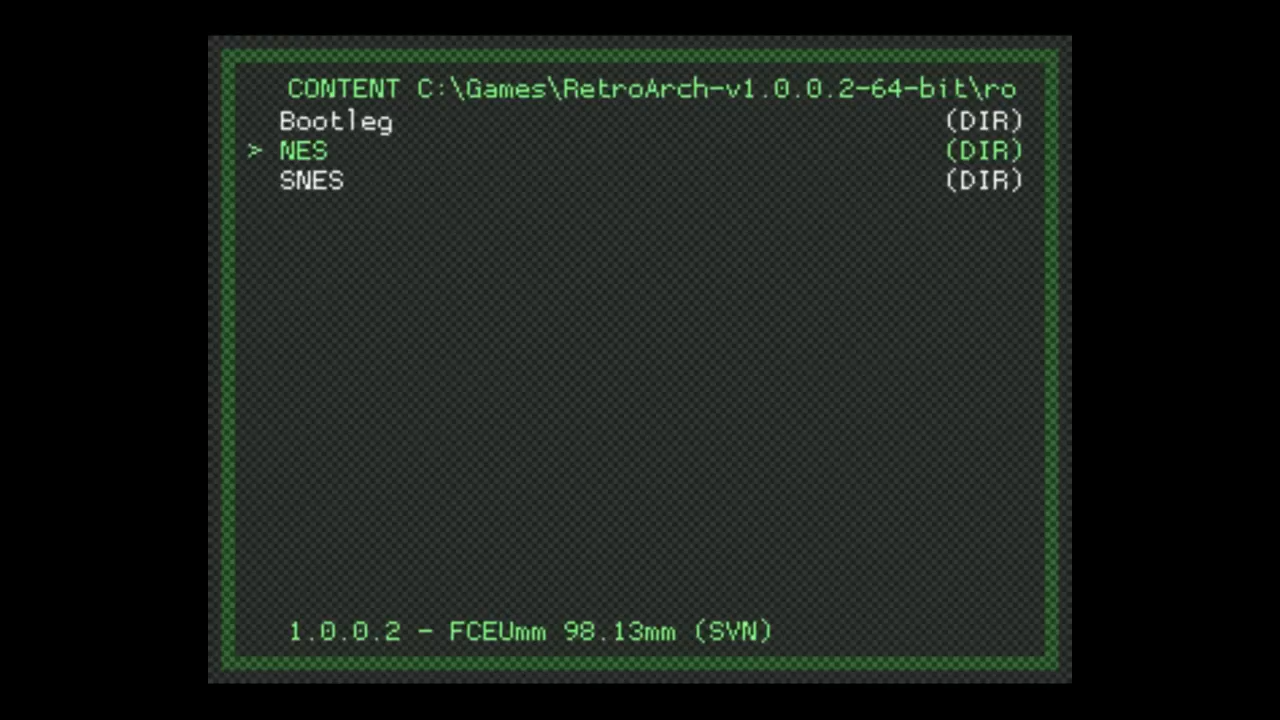 CONTENT C:\Games\RetroArch-v1.0.0.2-64-bit\ro
Bootleg (DIR)
> NES (DIR)
SNES (DIR)
1.0.0.2 - FCEUmm 98.13mm (SVN)